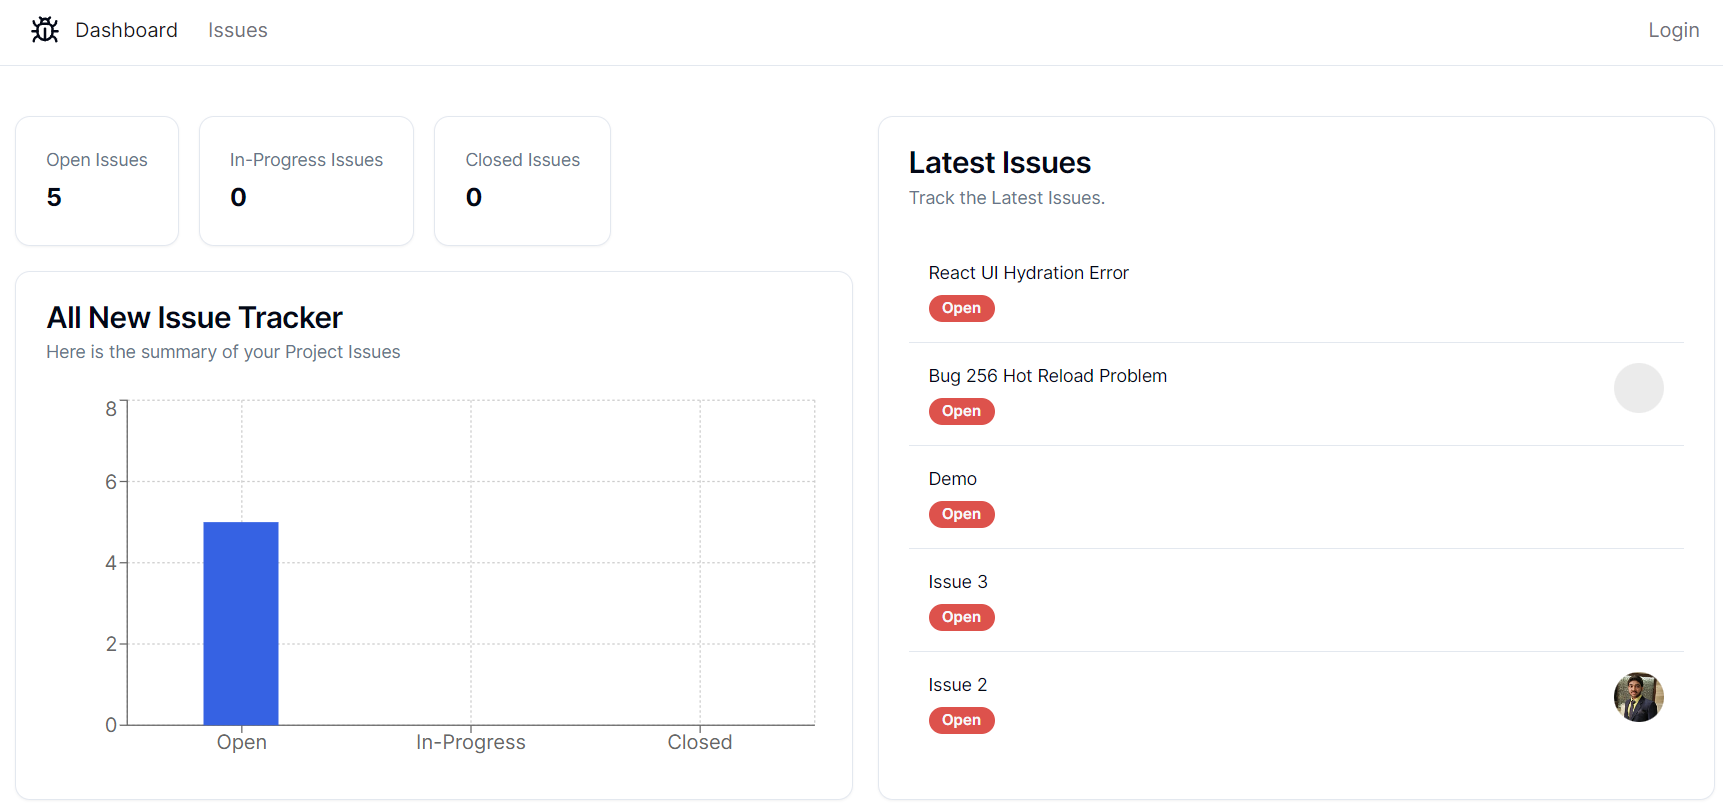 Dashboard
Issues
Login
Open Issues
5
In-Progress Issues
0
Closed Issues
0
All New Issue Tracker
Here is the summary of your Project Issues
8
6
4
2
0
Open
In-Progress
Closed
Latest Issues
Track the Latest Issues.
React UI Hydration Error
Open
Bug 256 Hot Reload Problem
Open
Demo
Open
Issue 3
Open
Issue 2
Open